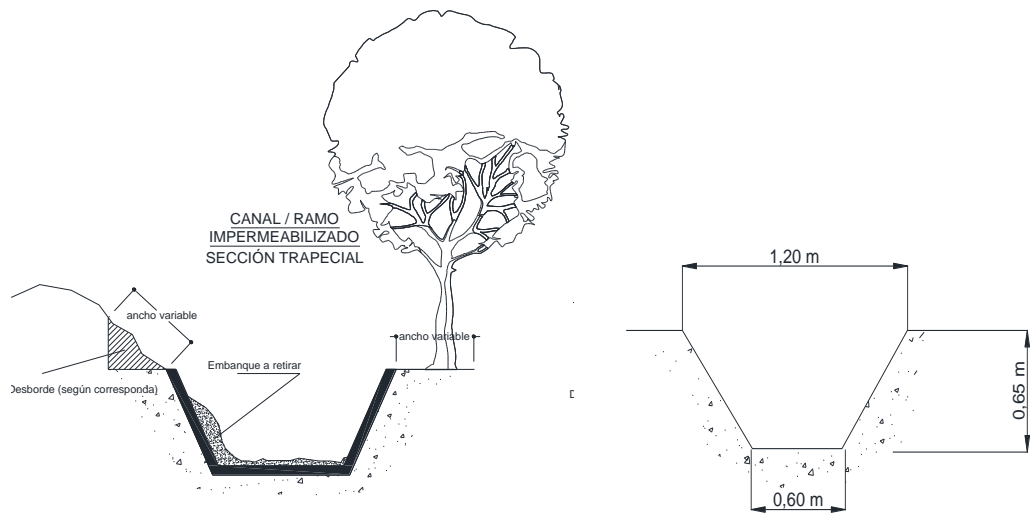 CANAL / RAMO
IMPERMEABILIZADO
SECCIÓN TRAPECIAL
ancho variable
ancho variable
Embanque a retirar
Desborde (según corresponda)
1,20 m
0,65 m
0,60 m